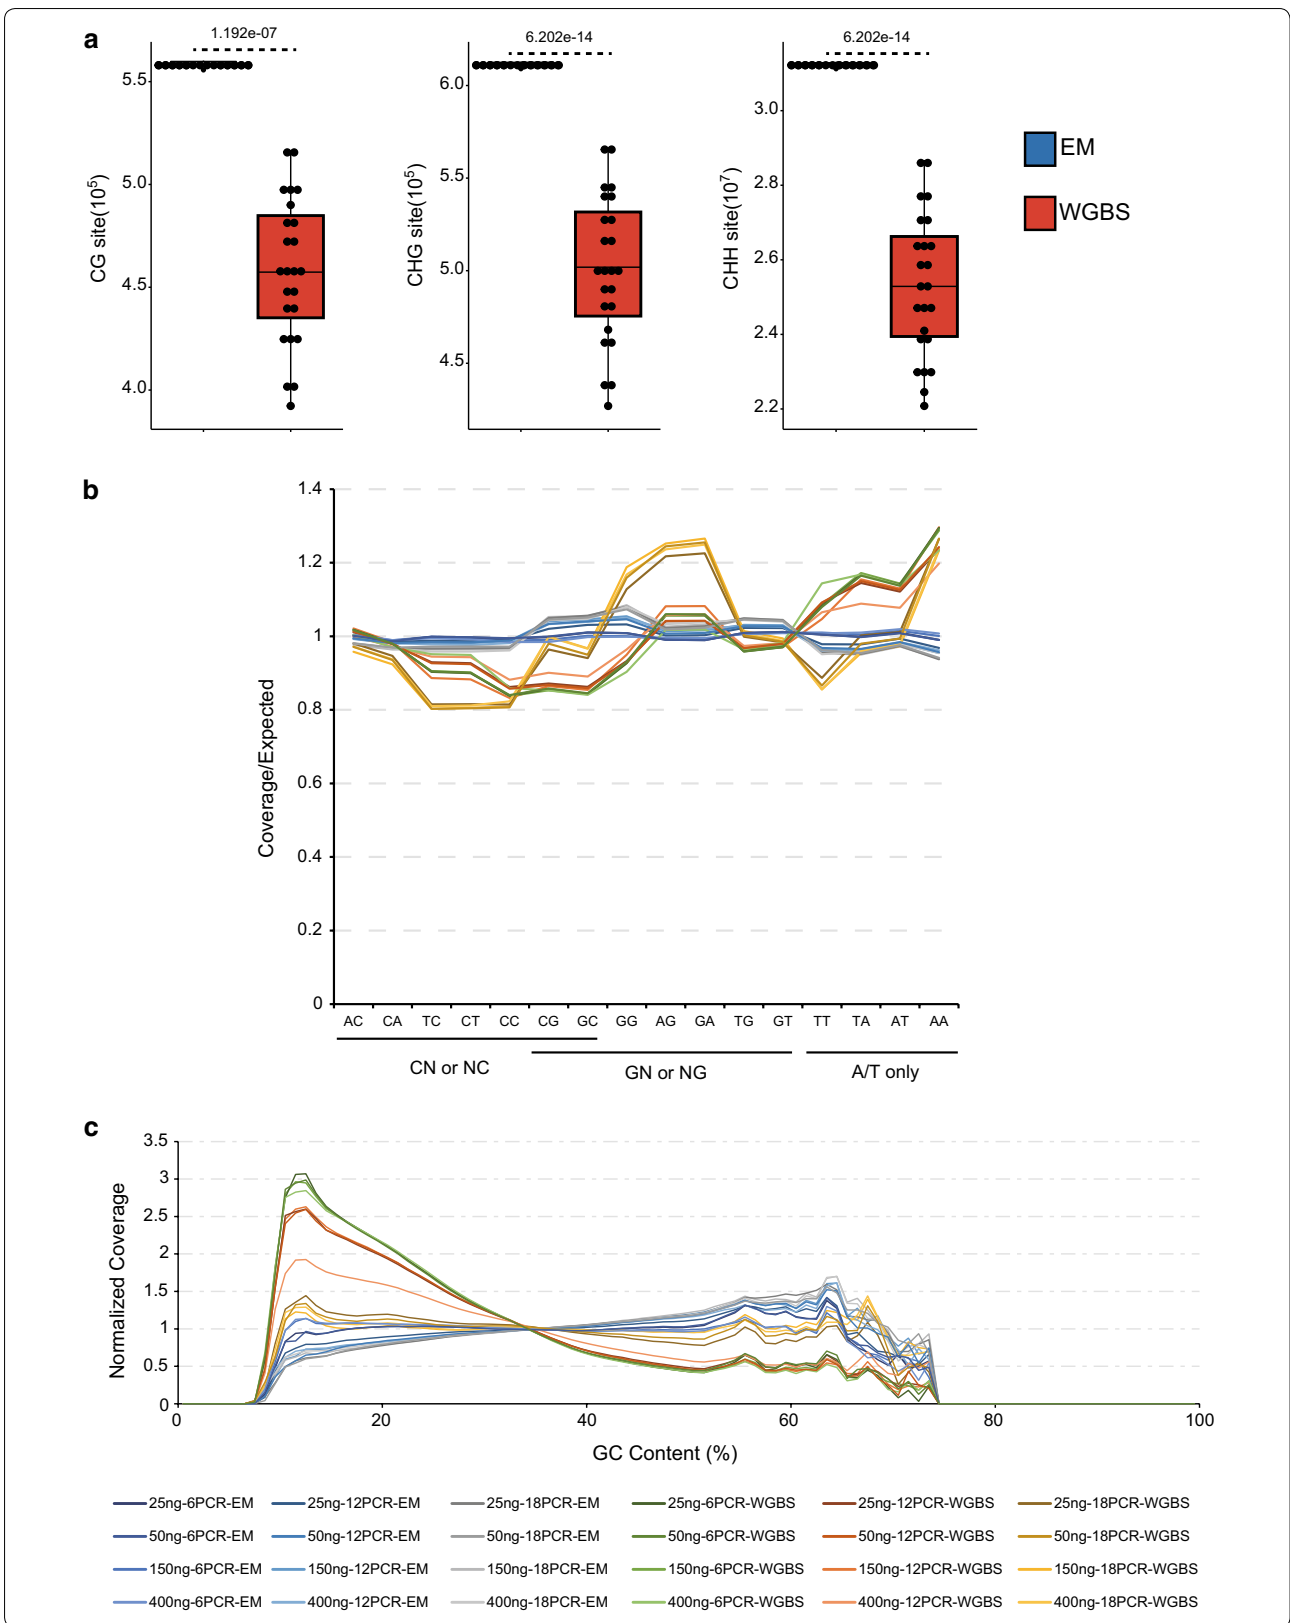 a
1.192e-07
6.202e-14
6.202e-14
5.5
5.0
4.5
4.0
CG site(10⁵)
6.0
5.5
5.0
4.5
CHG site(10⁵)
3.0
2.8
2.6
2.4
2.2
CHH site(10⁷)
EM
WGBS
b
1.4
1.2
1
0.8
0.6
0.4
0.2
0
Coverage/Expected
AC CA TC CT CC CG GC GG AG GA TG GT TT TA AT AA
CN or NC
GN or NG
A/T only
c
3.5
3
2.5
2
1.5
1
0.5
0
Normalized Coverage
0 20 40 60 80 100
GC Content (%)
25ng-6PCR-EM 25ng-12PCR-EM 25ng-18PCR-EM 25ng-6PCR-WGBS 25ng-12PCR-WGBS 25ng-18PCR-WGBS
50ng-6PCR-EM 50ng-12PCR-EM 50ng-18PCR-EM 50ng-6PCR-WGBS 50ng-12PCR-WGBS 50ng-18PCR-WGBS
150ng-6PCR-EM 150ng-12PCR-EM 150ng-18PCR-EM 150ng-6PCR-WGBS 150ng-12PCR-WGBS 150ng-18PCR-WGBS
400ng-6PCR-EM 400ng-12PCR-EM 400ng-18PCR-EM 400ng-6PCR-WGBS 400ng-12PCR-WGBS 400ng-18PCR-WGBS